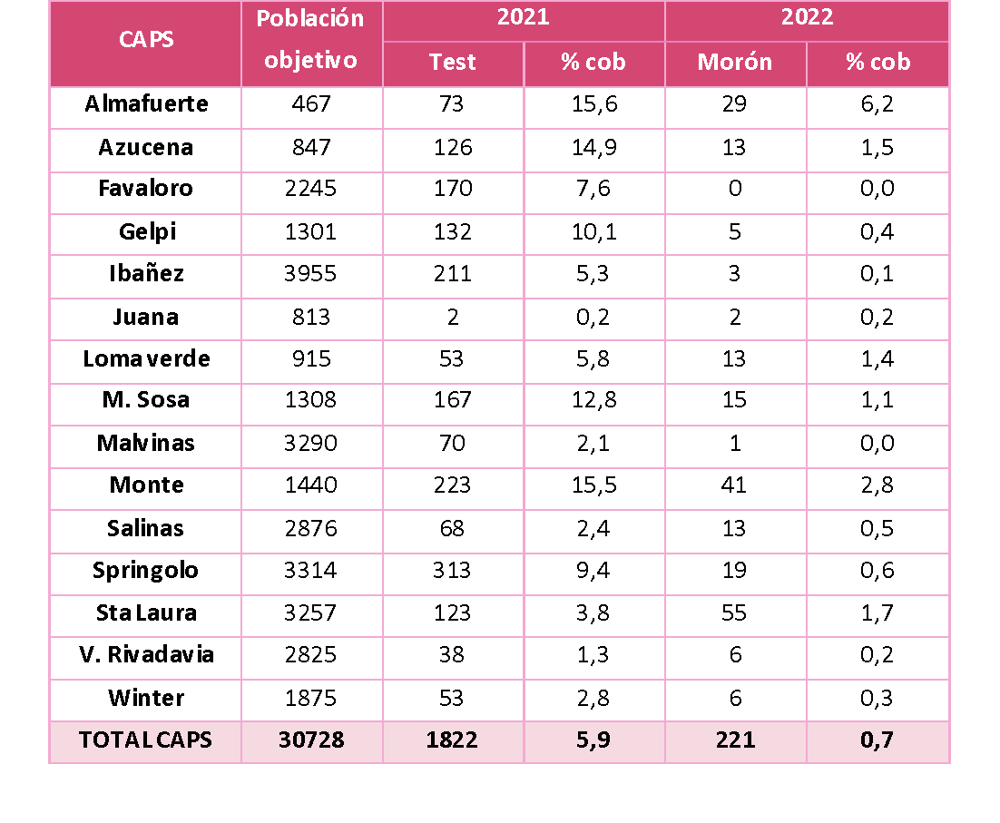 CAPS Población objetivo 2021 2022
Test % cob Morón % cob
Almafuerte 467 73 15,6 29 6,2
Azucena 847 126 14,9 13 1,5
Favaloro 2245 170 7,6 0 0,0
Gelpi 1301 132 10,1 5 0,4
Ibañez 3955 211 5,3 3 0,1
Juana 813 2 0,2 2 0,2
Loma verde 915 53 5,8 13 1,4
M. Sosa 1308 167 12,8 15 1,1
Malvinas 3290 70 2,1 1 0,0
Monte 1440 223 15,5 41 2,8
Salinas 2876 68 2,4 13 0,5
Springolo 3314 313 9,4 19 0,6
Sta Laura 3257 123 3,8 55 1,7
V. Rivadavia 2825 38 1,3 6 0,2
Winter 1875 53 2,8 6 0,3
TOTAL CAPS 30728 1822 5,9 221 0,7